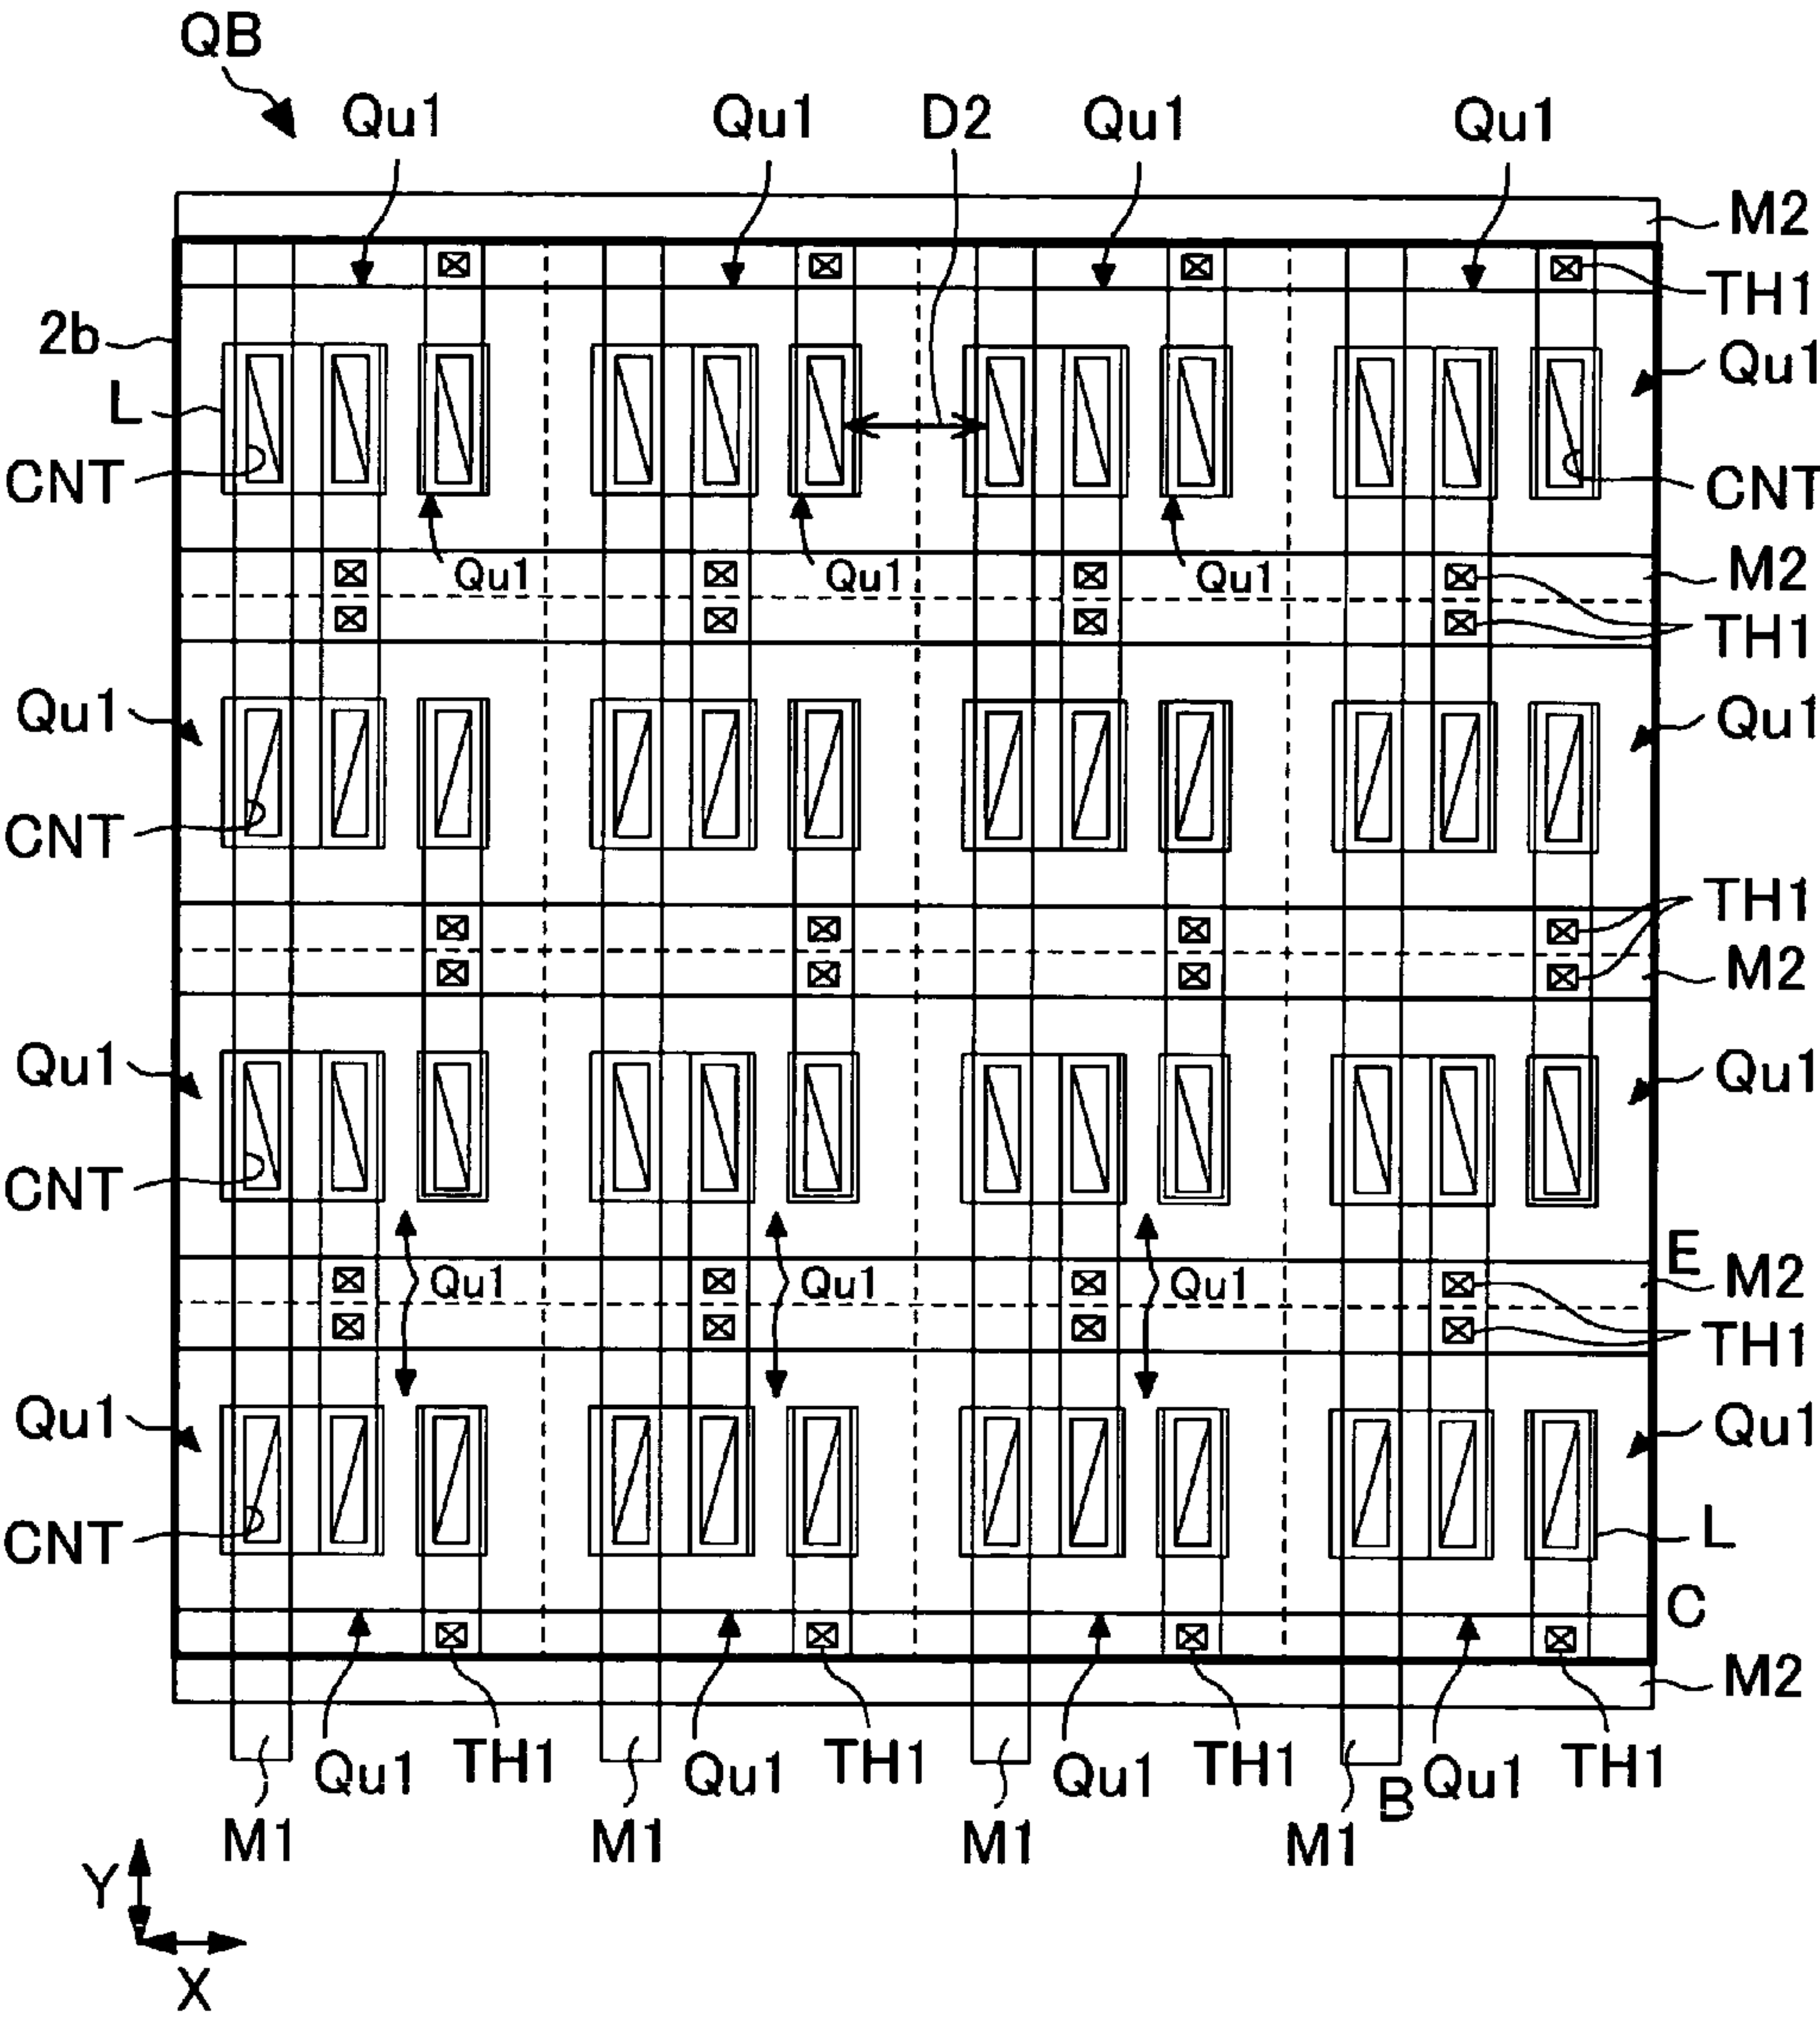 QB
Qu1 Qu1 D2 Qu1 Qu1
M2
TH1
2b
Qu1
L
CNT CNT
Qu1 Qu1 Qu1 M2
TH1
Qu1 Qu1
CNT
TH1
M2
Qu1 Qu1
CNT
E
Qu1 Qu1 Qu1 M2
TH1
Qu1 Qu1
CNT L
C
M2
Qu1 TH1 Qu1 TH1 Qu1 TH1 B Qu1 TH1
M1 M1 M1 M1
Y
X